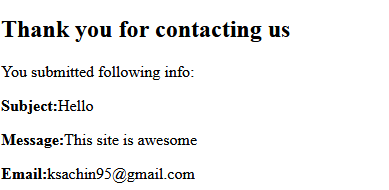 Thank you for contacting us
You submitted following info:
Subject:Hello
Message:This site is awesome
Email:ksachin95@gmail.com